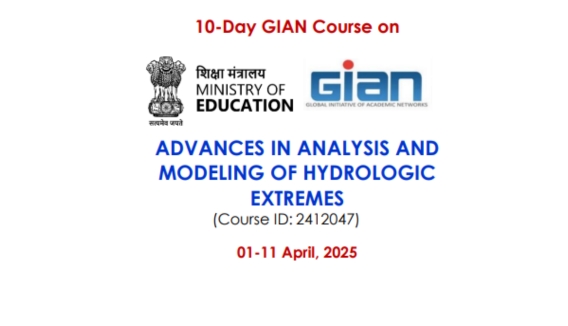 10-Day GIAN Course on
शिक्षा मंत्रालय
MINISTRY OF
EDUCATION
सत्यमेव जयते
GIAN
GLOBAL INITIATIVE OF ACADEMIC NETWORKS
ADVANCES IN ANALYSIS AND
MODELING OF HYDROLOGIC
EXTREMES
(Course ID: 2412047)
01-11 April, 2025